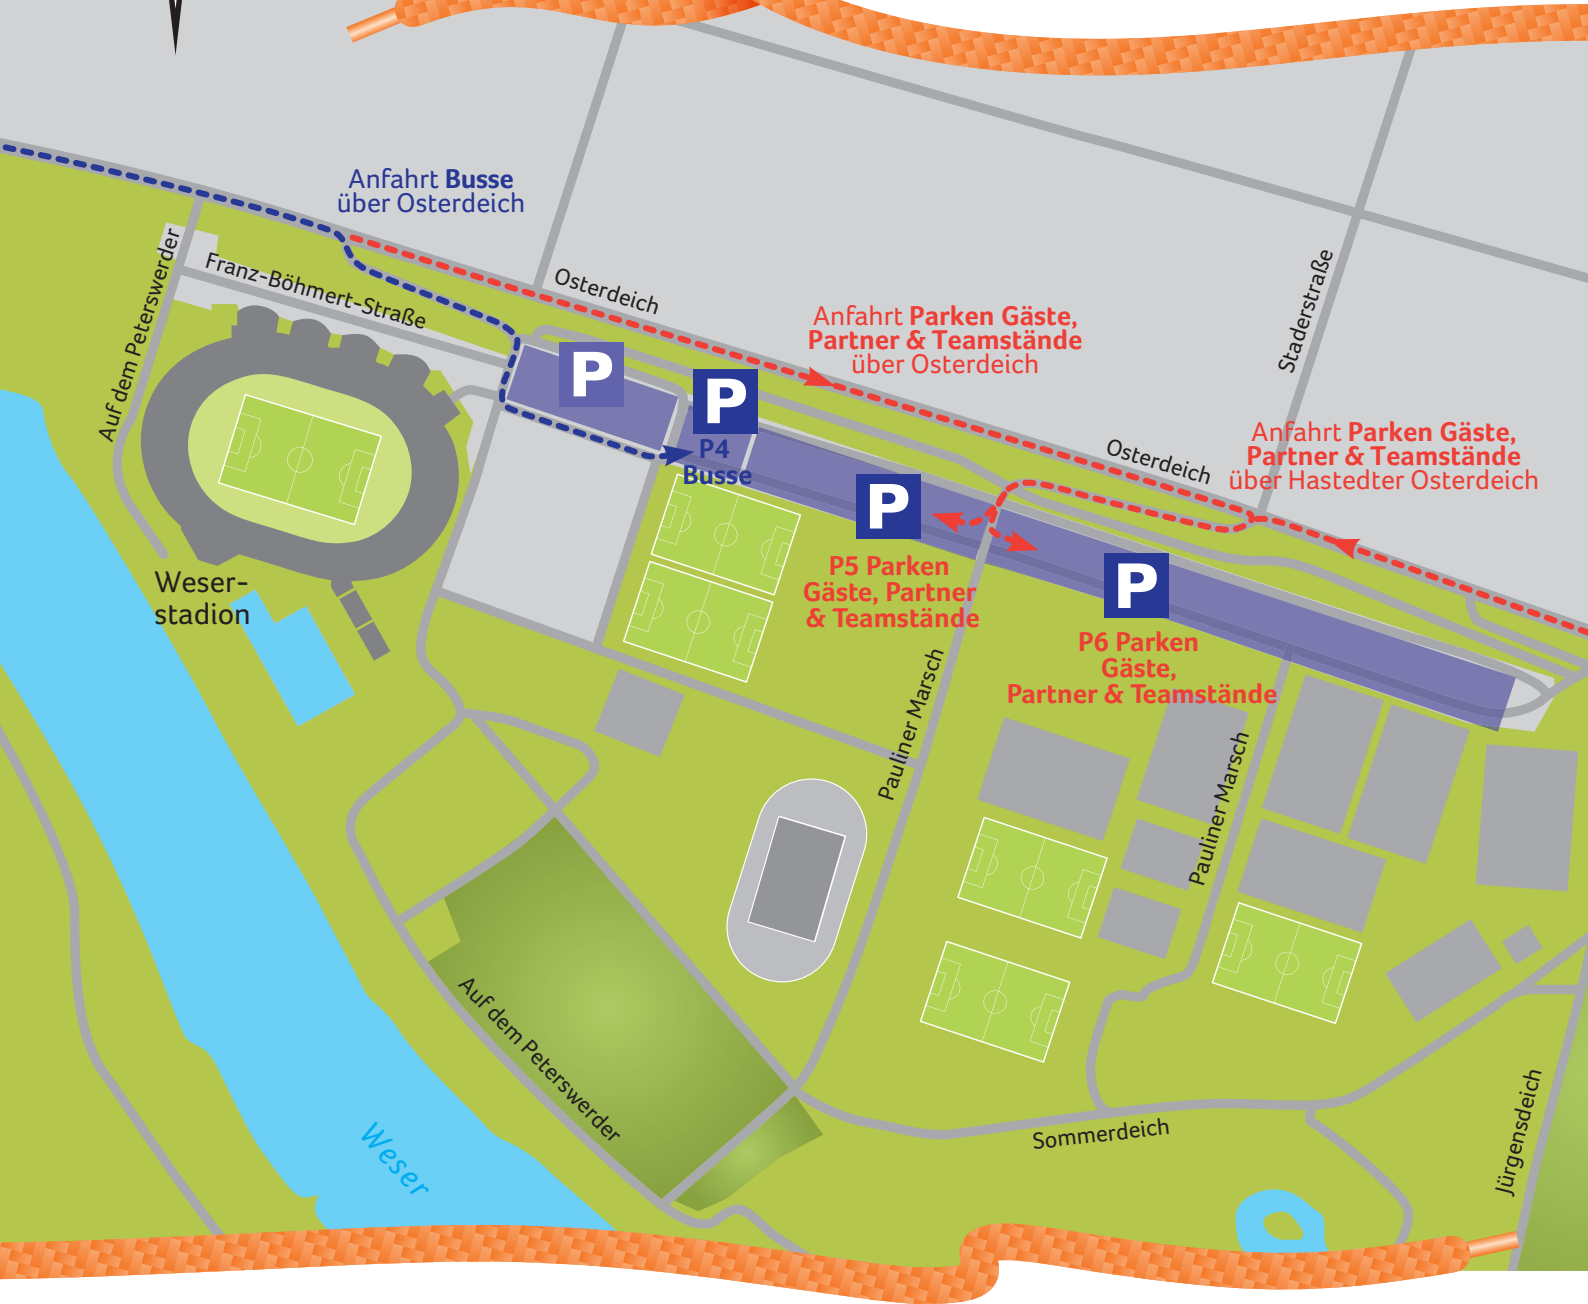 Anfahrt Busse
über Osterdeich
Auf dem Peterswerder
Franz-Böhmert-Straße
Osterdeich
Anfahrt Parken Gäste,
Partner & Teamstände
über Osterdeich
Staderstraße
P
P
P4
Busse
Osterdeich
Anfahrt Parken Gäste,
Partner & Teamstände
über Hastedter Osterdeich
P
P5 Parken
Gäste, Partner
& Teamstände
P
P6 Parken
Gäste,
Partner & Teamstände
Weser-
stadion
Pauliner Marsch
Pauliner Marsch
Auf dem Peterswerder
Weser
Sommerdeich
Jürgensdeich